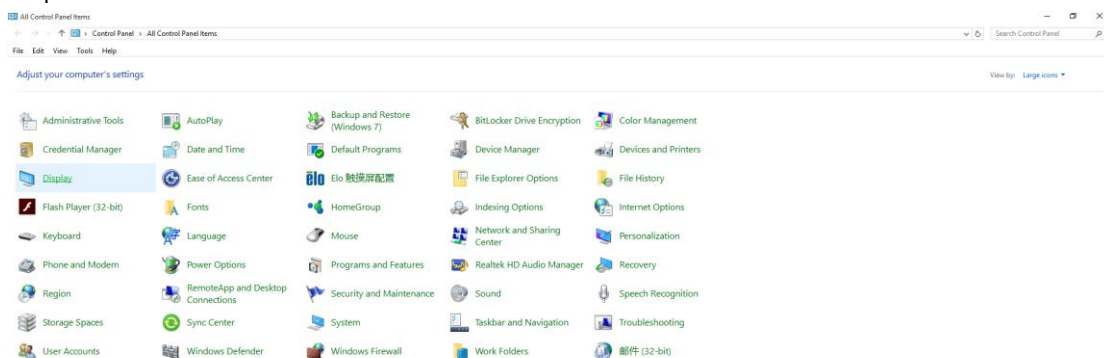 All Control Panel Items
Control Panel > All Control Panel Items
Search Control Panel
File Edit View Tools Help
Adjust your computer's settings
View by: Large icons
Administrative Tools
AutoPlay
Backup and Restore
(Windows 7)
BitLocker Drive Encryption
Color Management
Credential Manager
Date and Time
Default Programs
Device Manager
Devices and Printers
Display
Ease of Access Center
elo
Elo 触摸屏配置
File Explorer Options
File History
Flash Player (32-bit)
Fonts
HomeGroup
Indexing Options
Internet Options
Keyboard
Language
Mouse
Network and Sharing
Center
Personalization
Phone and Modem
Power Options
Programs and Features
Realtek HD Audio Manager
Recovery
Region
RemoteApp and Desktop
Connections
Security and Maintenance
Sound
Speech Recognition
Storage Spaces
Sync Center
System
Taskbar and Navigation
Troubleshooting
User Accounts
Windows Defender
Windows Firewall
Work Folders
邮件 (32-bit)